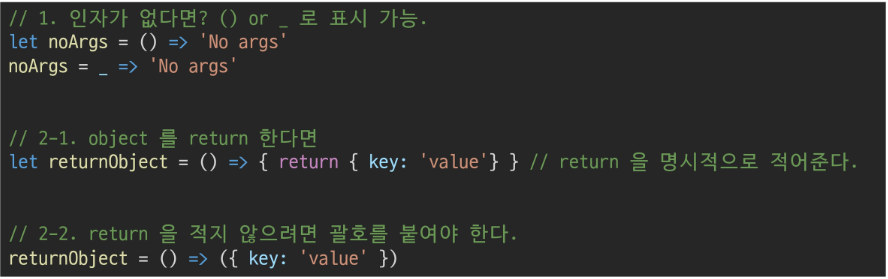 // 1. 인자가 없다면? () or _ 로 표시 가능.
let noArgs = () => 'No args'
noArgs = _ => 'No args'
// 2-1. object 를 return 한다면
let returnObject = () => { return { key: 'value'} } // return 을 명시적으로 적어준다.
// 2-2. return 을 적지 않으려면 괄호를 붙여야 한다.
returnObject = () => ({ key: 'value' })